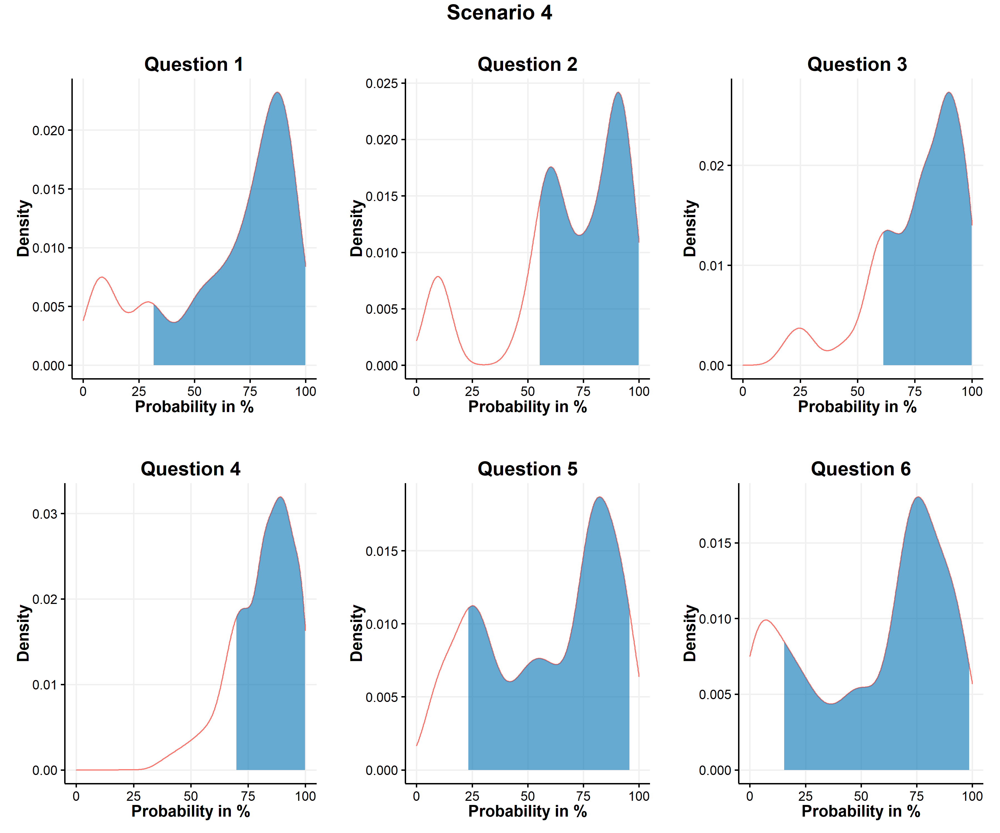 Scenario 4
Question 1
Density
0.020
0.015
0.010
0.005
0.000
0 25 50 75 100
Probability in %
Question 2
Density
0.025
0.020
0.015
0.010
0.005
0.000
0 25 50 75 100
Probability in %
Question 3
Density
0.02
0.01
0.00
0 25 50 75 100
Probability in %
Question 4
Density
0.03
0.02
0.01
0.00
0 25 50 75 100
Probability in %
Question 5
Density
0.015
0.010
0.005
0.000
0 25 50 75 100
Probability in %
Question 6
Density
0.015
0.010
0.005
0.000
0 25 50 75 100
Probability in %